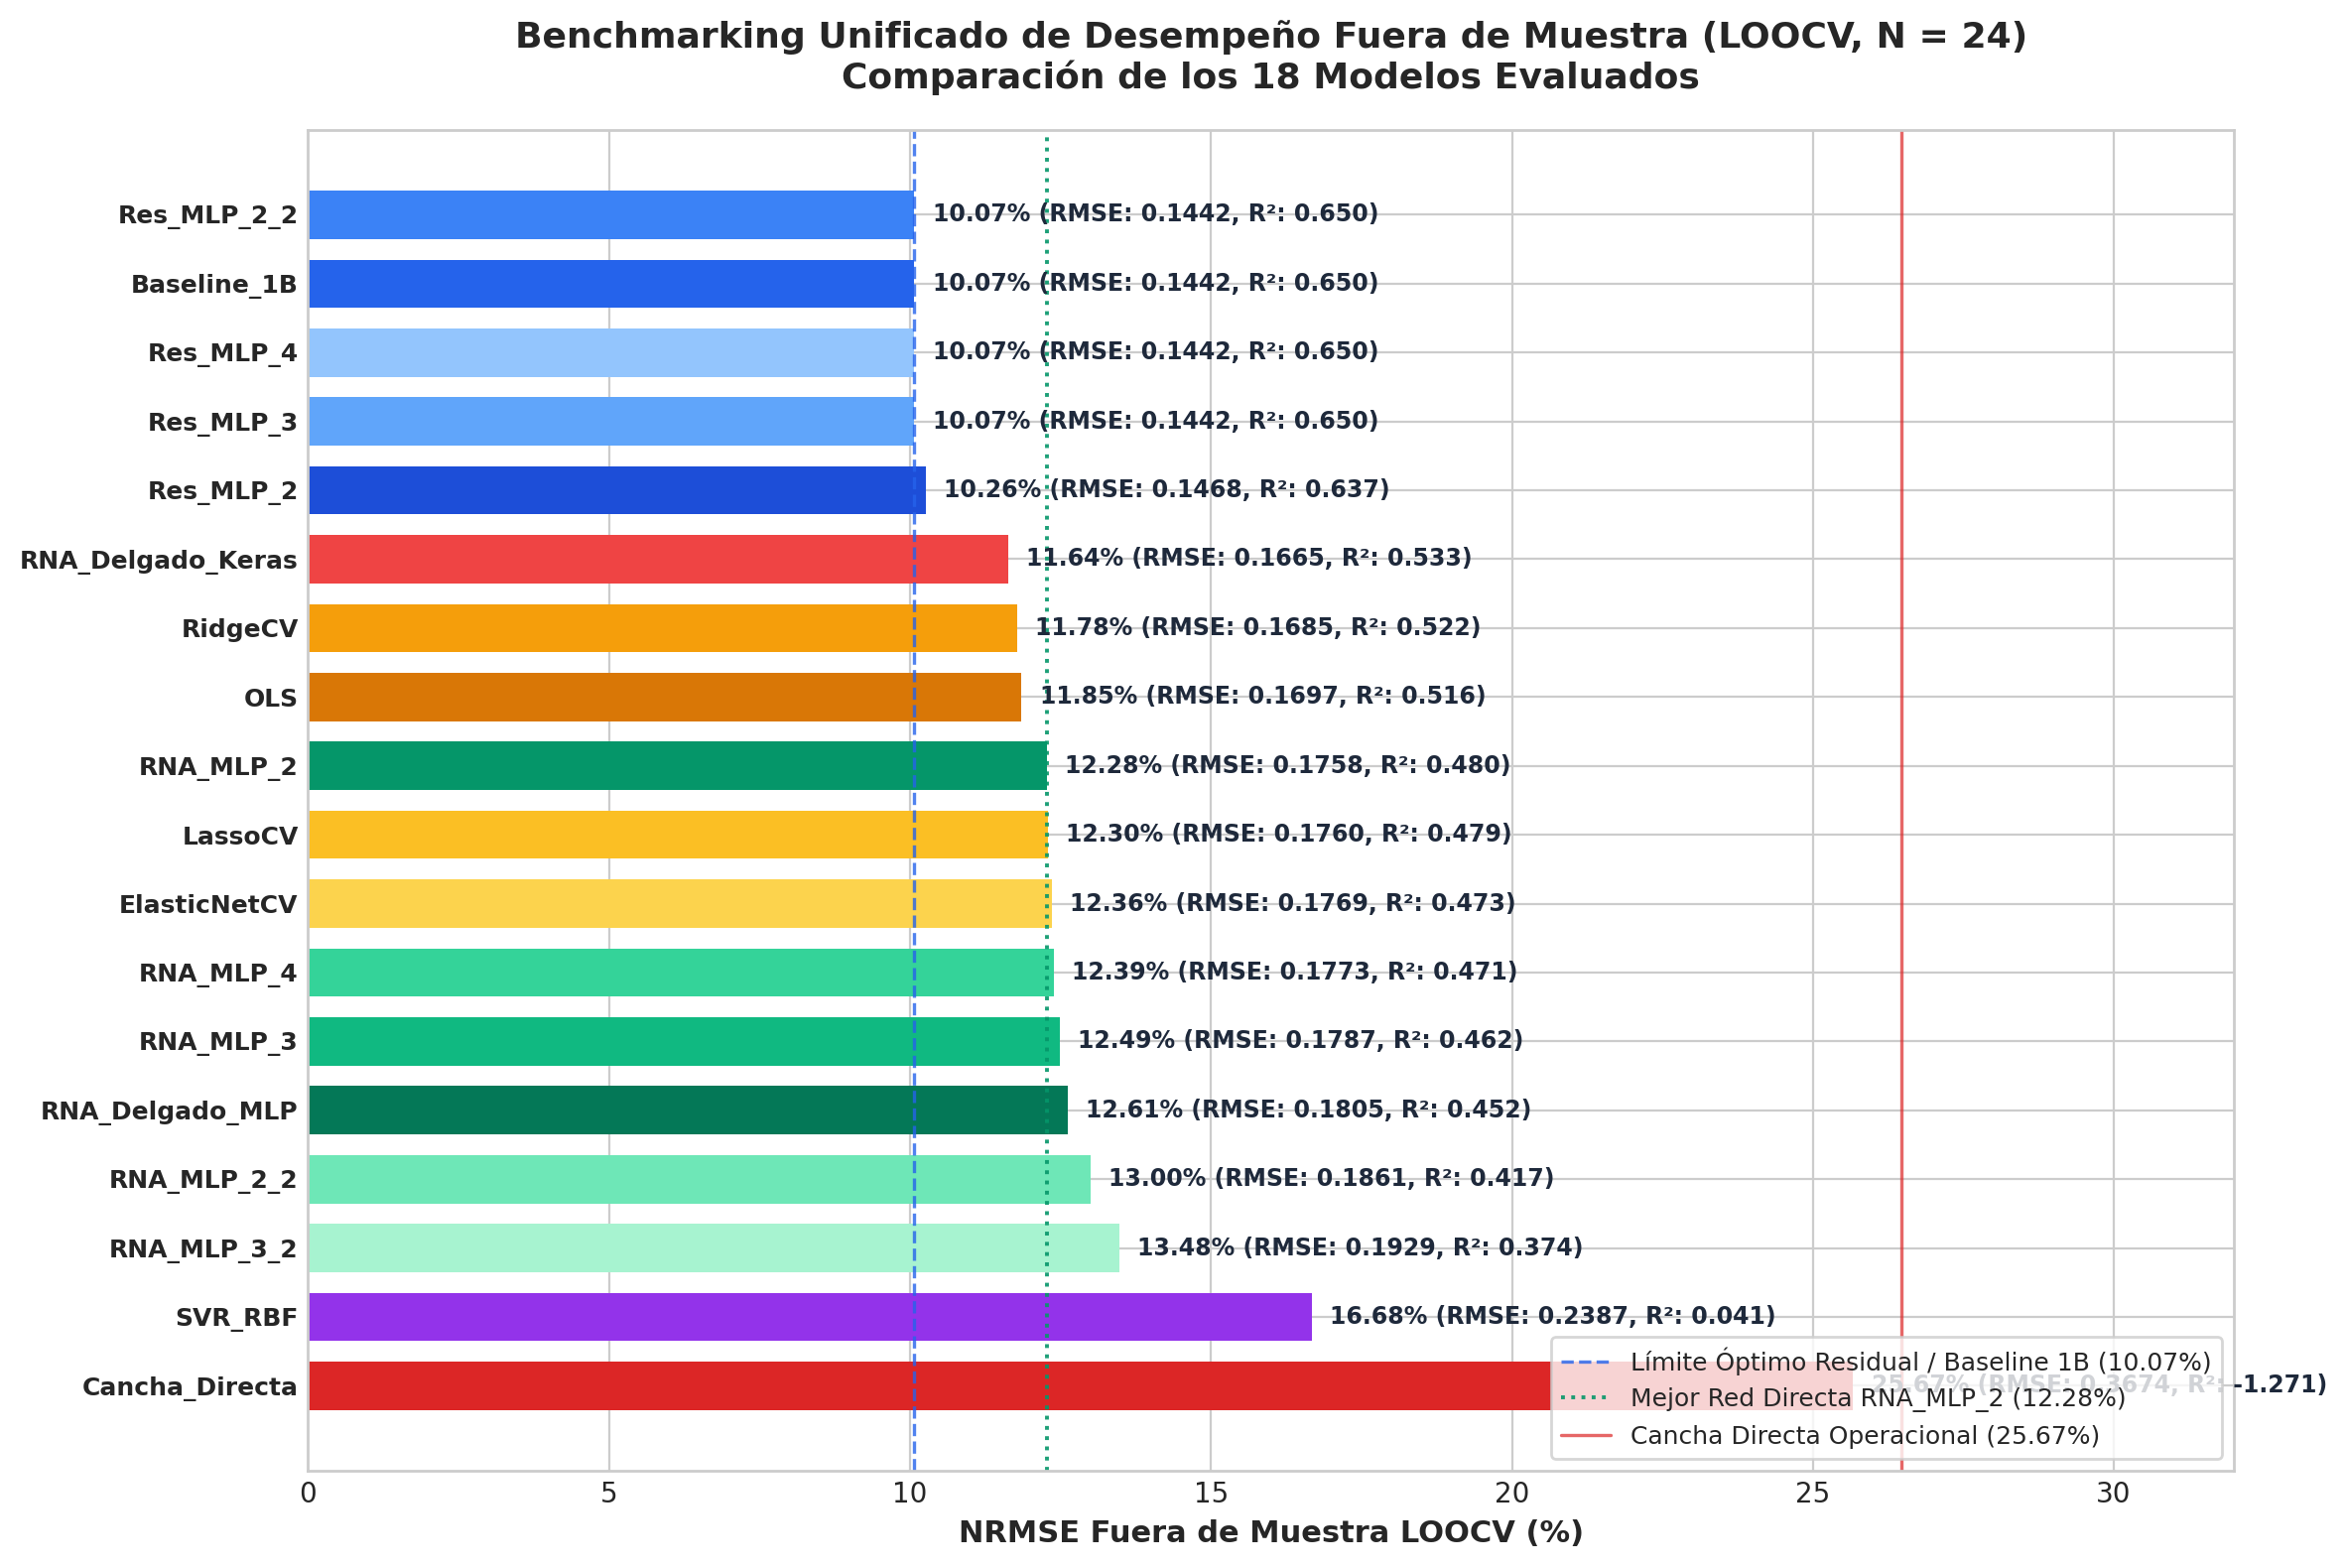 Benchmarking Unificado de Desempeño Fuera de Muestra (LOOCV, N = 24)
Comparación de los 18 Modelos Evaluados
Res_MLP_2_2 10.07% (RMSE: 0.1442, R²: 0.650)
Baseline_1B 10.07% (RMSE: 0.1442, R²: 0.650)
Res_MLP_4 10.07% (RMSE: 0.1442, R²: 0.650)
Res_MLP_3 10.07% (RMSE: 0.1442, R²: 0.650)
Res_MLP_2 10.26% (RMSE: 0.1468, R²: 0.637)
RNA_Delgado_Keras 11.64% (RMSE: 0.1665, R²: 0.533)
RidgeCV 11.78% (RMSE: 0.1685, R²: 0.522)
OLS 11.85% (RMSE: 0.1697, R²: 0.516)
RNA_MLP_2 12.28% (RMSE: 0.1758, R²: 0.480)
LassoCV 12.30% (RMSE: 0.1760, R²: 0.479)
ElasticNetCV 12.36% (RMSE: 0.1769, R²: 0.473)
RNA_MLP_4 12.39% (RMSE: 0.1773, R²: 0.471)
RNA_MLP_3 12.49% (RMSE: 0.1787, R²: 0.462)
RNA_Delgado_MLP 12.61% (RMSE: 0.1805, R²: 0.452)
RNA_MLP_2_2 13.00% (RMSE: 0.1861, R²: 0.417)
RNA_MLP_3_2 13.48% (RMSE: 0.1929, R²: 0.374)
SVR_RBF 16.68% (RMSE: 0.2387, R²: 0.041)
Cancha_Directa 25.67% (RMSE: 0.3674, R²: -1.271)
Límite Óptimo Residual / Baseline 1B (10.07%)
Mejor Red Directa RNA_MLP_2 (12.28%)
Cancha Directa Operacional (25.67%)
0 5 10 15 20 25 30
NRMSE Fuera de Muestra LOOCV (%)